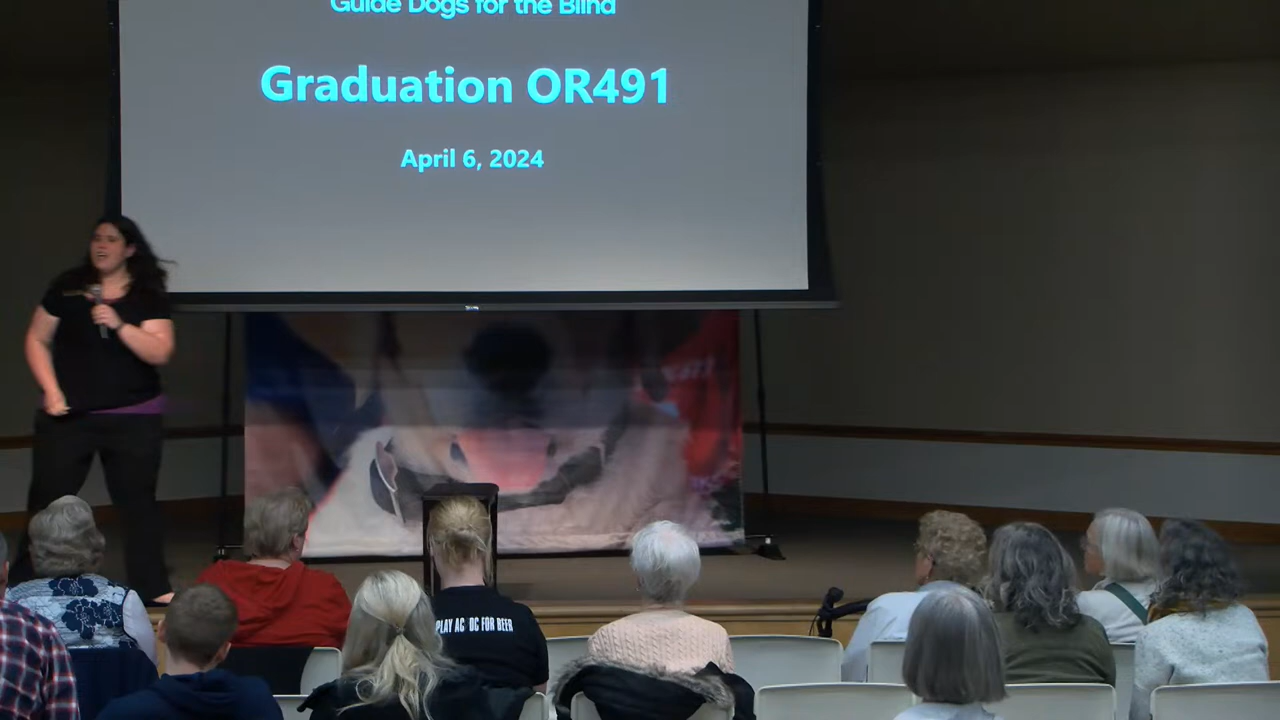 Guide Dogs for the Blind
Graduation OR491
April 6, 2024
PLAY AC DC FOR BEER